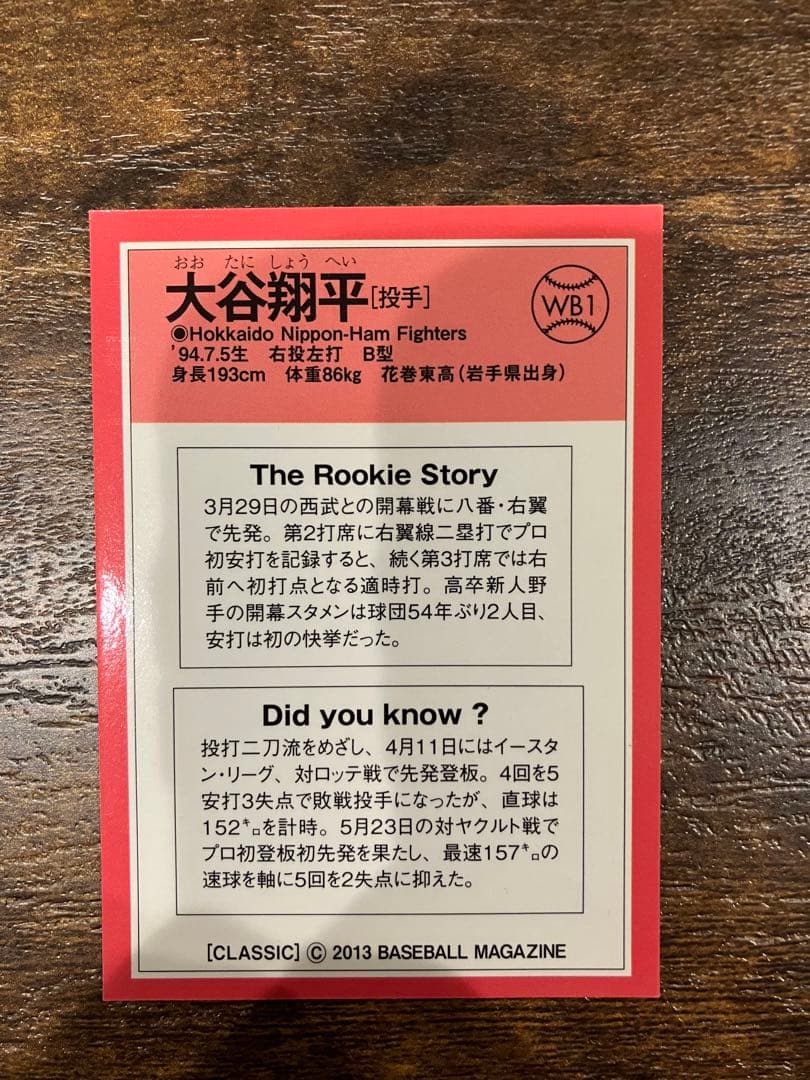 おお たに しょう へい
大谷翔平[投手]
WB1
◉Hokkaido Nippon-Ham Fighters
'94.7.5生 右投左打 B型
身長193cm 体重86kg 花巻東高(岩手県出身)
The Rookie Story
3月29日の西武との開幕戦に八番・右翼
で先発。第2打席に右翼線二塁打でプロ
初安打を記録すると、続く第3打席では右
前へ初打点となる適時打。高卒新人野
手の開幕スタメンは球団54年ぶり2人目、
安打は初の快挙だった。
Did you know ?
投打二刀流をめざし、4月11日にはイースタ
ン・リーグ、対ロッテ戦で先発登板。4回を5
安打3失点で敗戦投手になったが、直球は
152㌔を計時。5月23日の対ヤクルト戦で
プロ初登板初先発を果たし、最速157㌔の
速球を軸に5回を2失点に抑えた。
[CLASSIC] © 2013 BASEBALL MAGAZINE